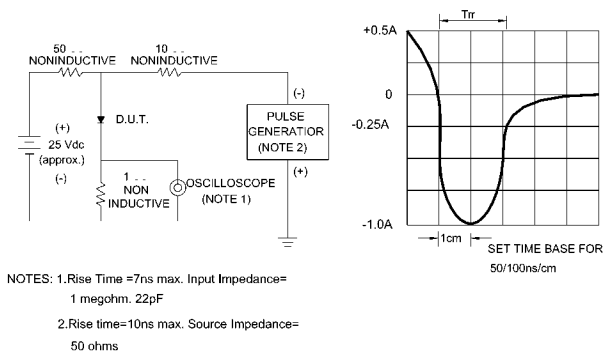 50 - -
NONINDUCTIVE
10 - -
NONINDUCTIVE
(+)
25 Vdc
(approx.)
(-)
D.U.T.
1 - -
NON
INDUCTIVE
OSCILLOSCOPE
(NOTE 1)
(-)
PULSE
GENERATIOR
(NOTE 2)
(+)
Trr
+0.5A
0
-0.25A
-1.0A
1cm
SET TIME BASE FOR
50/100ns/cm
NOTES: 1.Rise Time =7ns max. Input Impedance=
1 megohm. 22pF
2.Rise time=10ns max. Source Impedance=
50 ohms